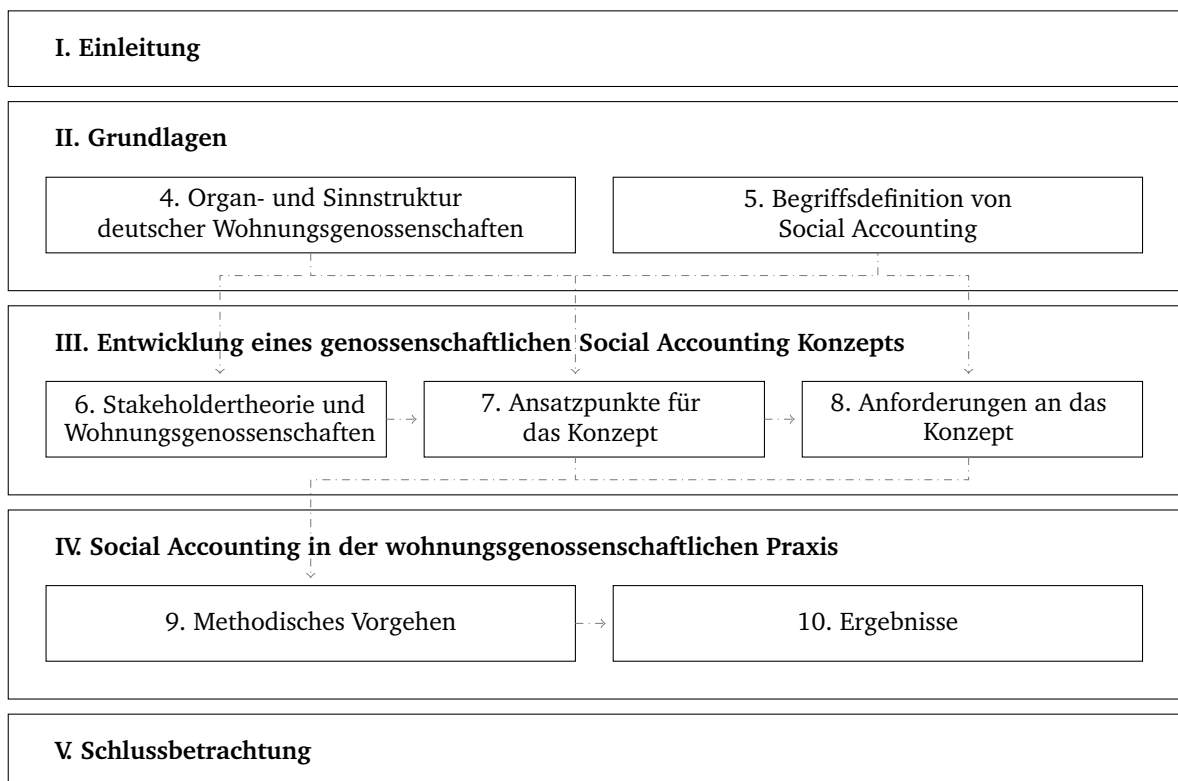 I. Einleitung
II. Grundlagen
4. Organ- und Sinnstruktur
deutscher Wohnungsgenossenschaften
5. Begriffsdefinition von
Social Accounting
III. Entwicklung eines genossenschaftlichen Social Accounting Konzepts
6. Stakeholdertheorie und
Wohnungsgenossenschaften
7. Ansatzpunkte für
das Konzept
8. Anforderungen an das
Konzept
IV. Social Accounting in der wohnungsgenossenschaftlichen Praxis
9. Methodisches Vorgehen
10. Ergebnisse
V. Schlussbetrachtung